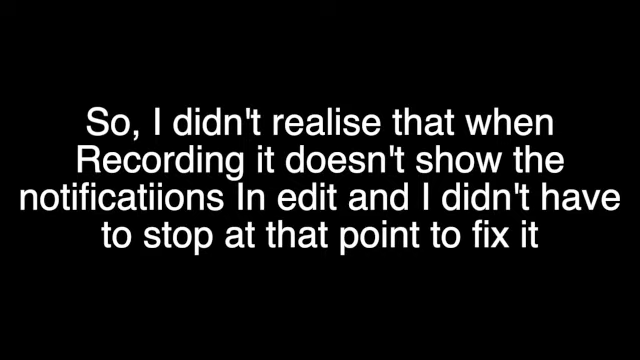 So, I didn't realise that when
Recording it doesn't show the
notificatiions In edit and I didn't have
to stop at that point to fix it